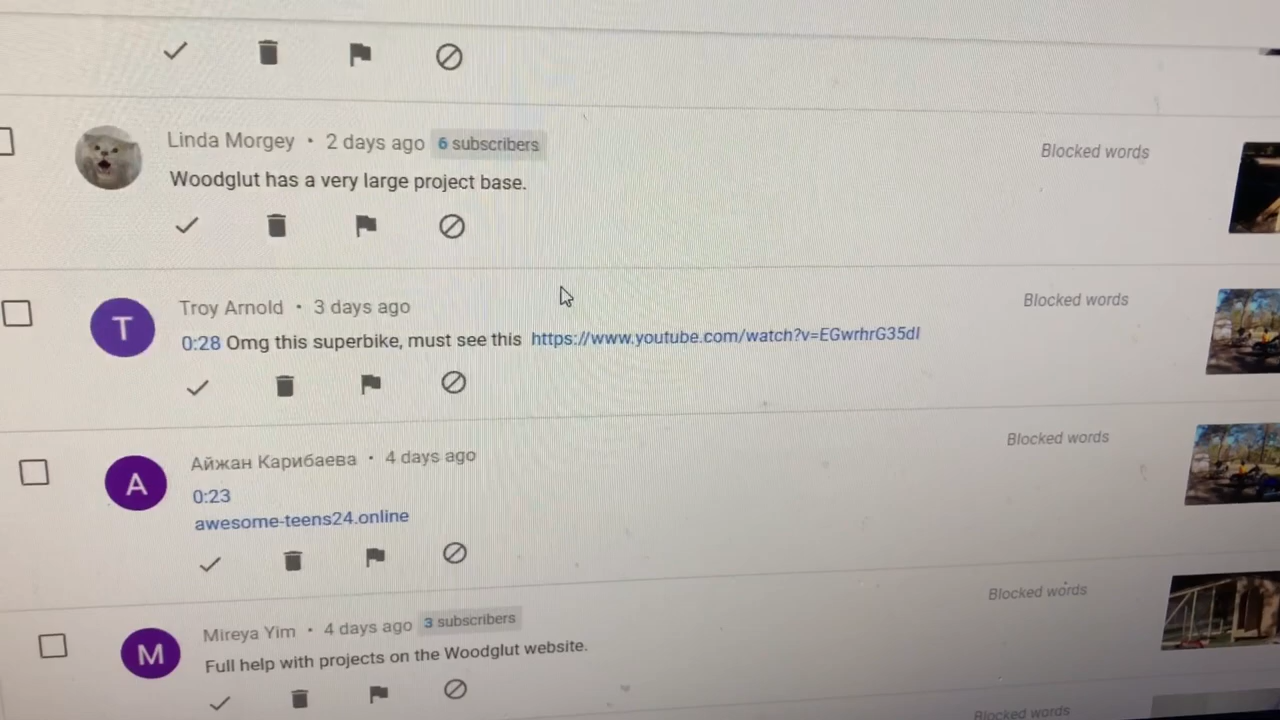 Linda Morgey • 2 days ago 6 subscribers
Blocked words
Woodglut has a very large project base.
T
Troy Arnold • 3 days ago
Blocked words
0:28 Omg this superbike, must see this https://www.youtube.com/watch?v=EGwrhrG35dI
A
Айжан Карибаева • 4 days ago
Blocked words
0:23
awesome-teens24.online
M
Mireya Yim • 4 days ago 3 subscribers
Blocked words
Full help with projects on the Woodglut website.
Blocked words